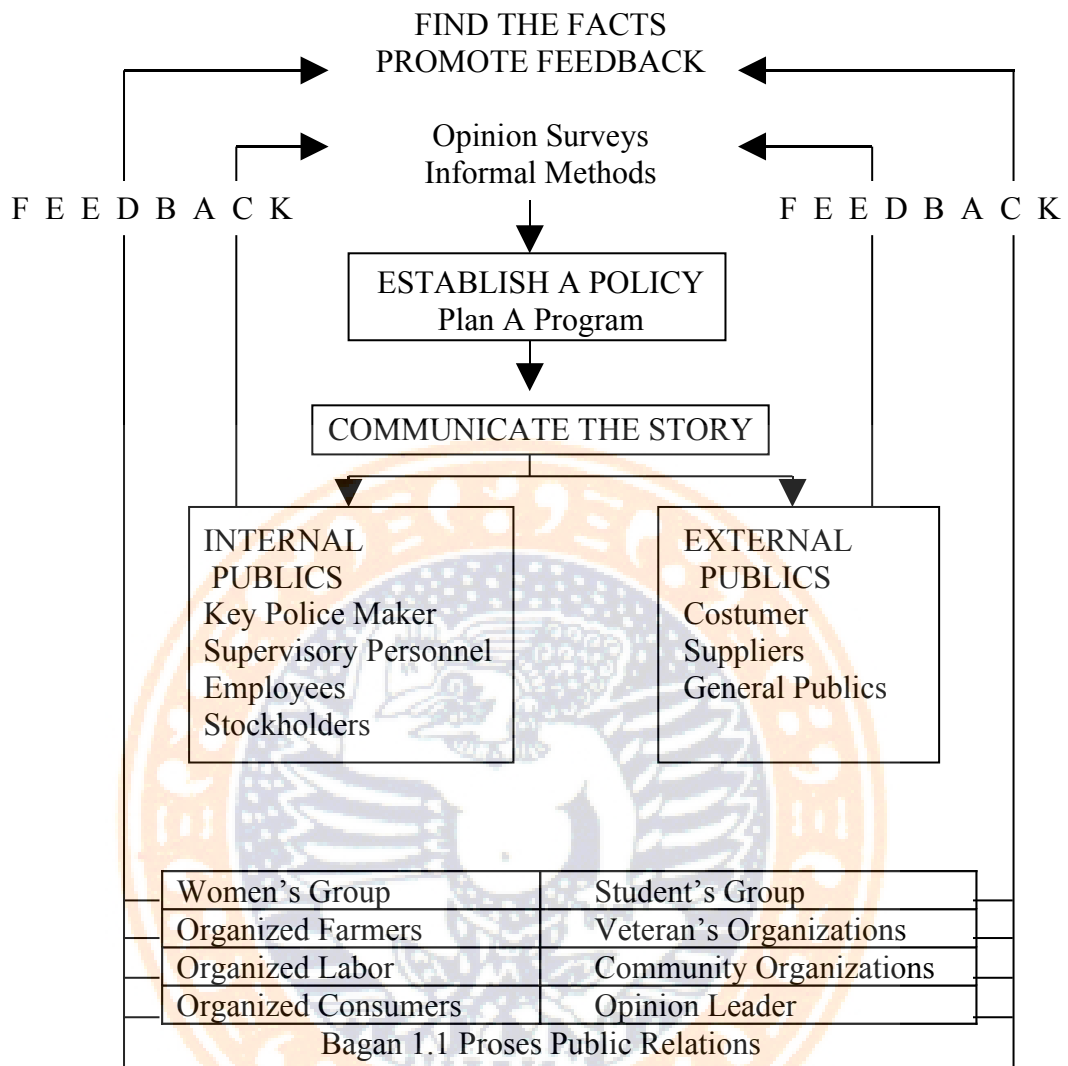 FIND THE FACTS
PROMOTE FEEDBACK
Opinion Surveys
Informal Methods
F E E D B A C K
F E E D B A C K
ESTABLISH A POLICY
Plan A Program
COMMUNICATE THE STORY
INTERNAL
PUBLICS
Key Police Maker
Supervisory Personnel
Employees
Stockholders
EXTERNAL
PUBLICS
Costumer
Suppliers
General Publics
Women’s Group
Student’s Group
Organized Farmers
Veteran’s Organizations
Organized Labor
Community Organizations
Organized Consumers
Opinion Leader
Bagan 1.1 Proses Public Relations